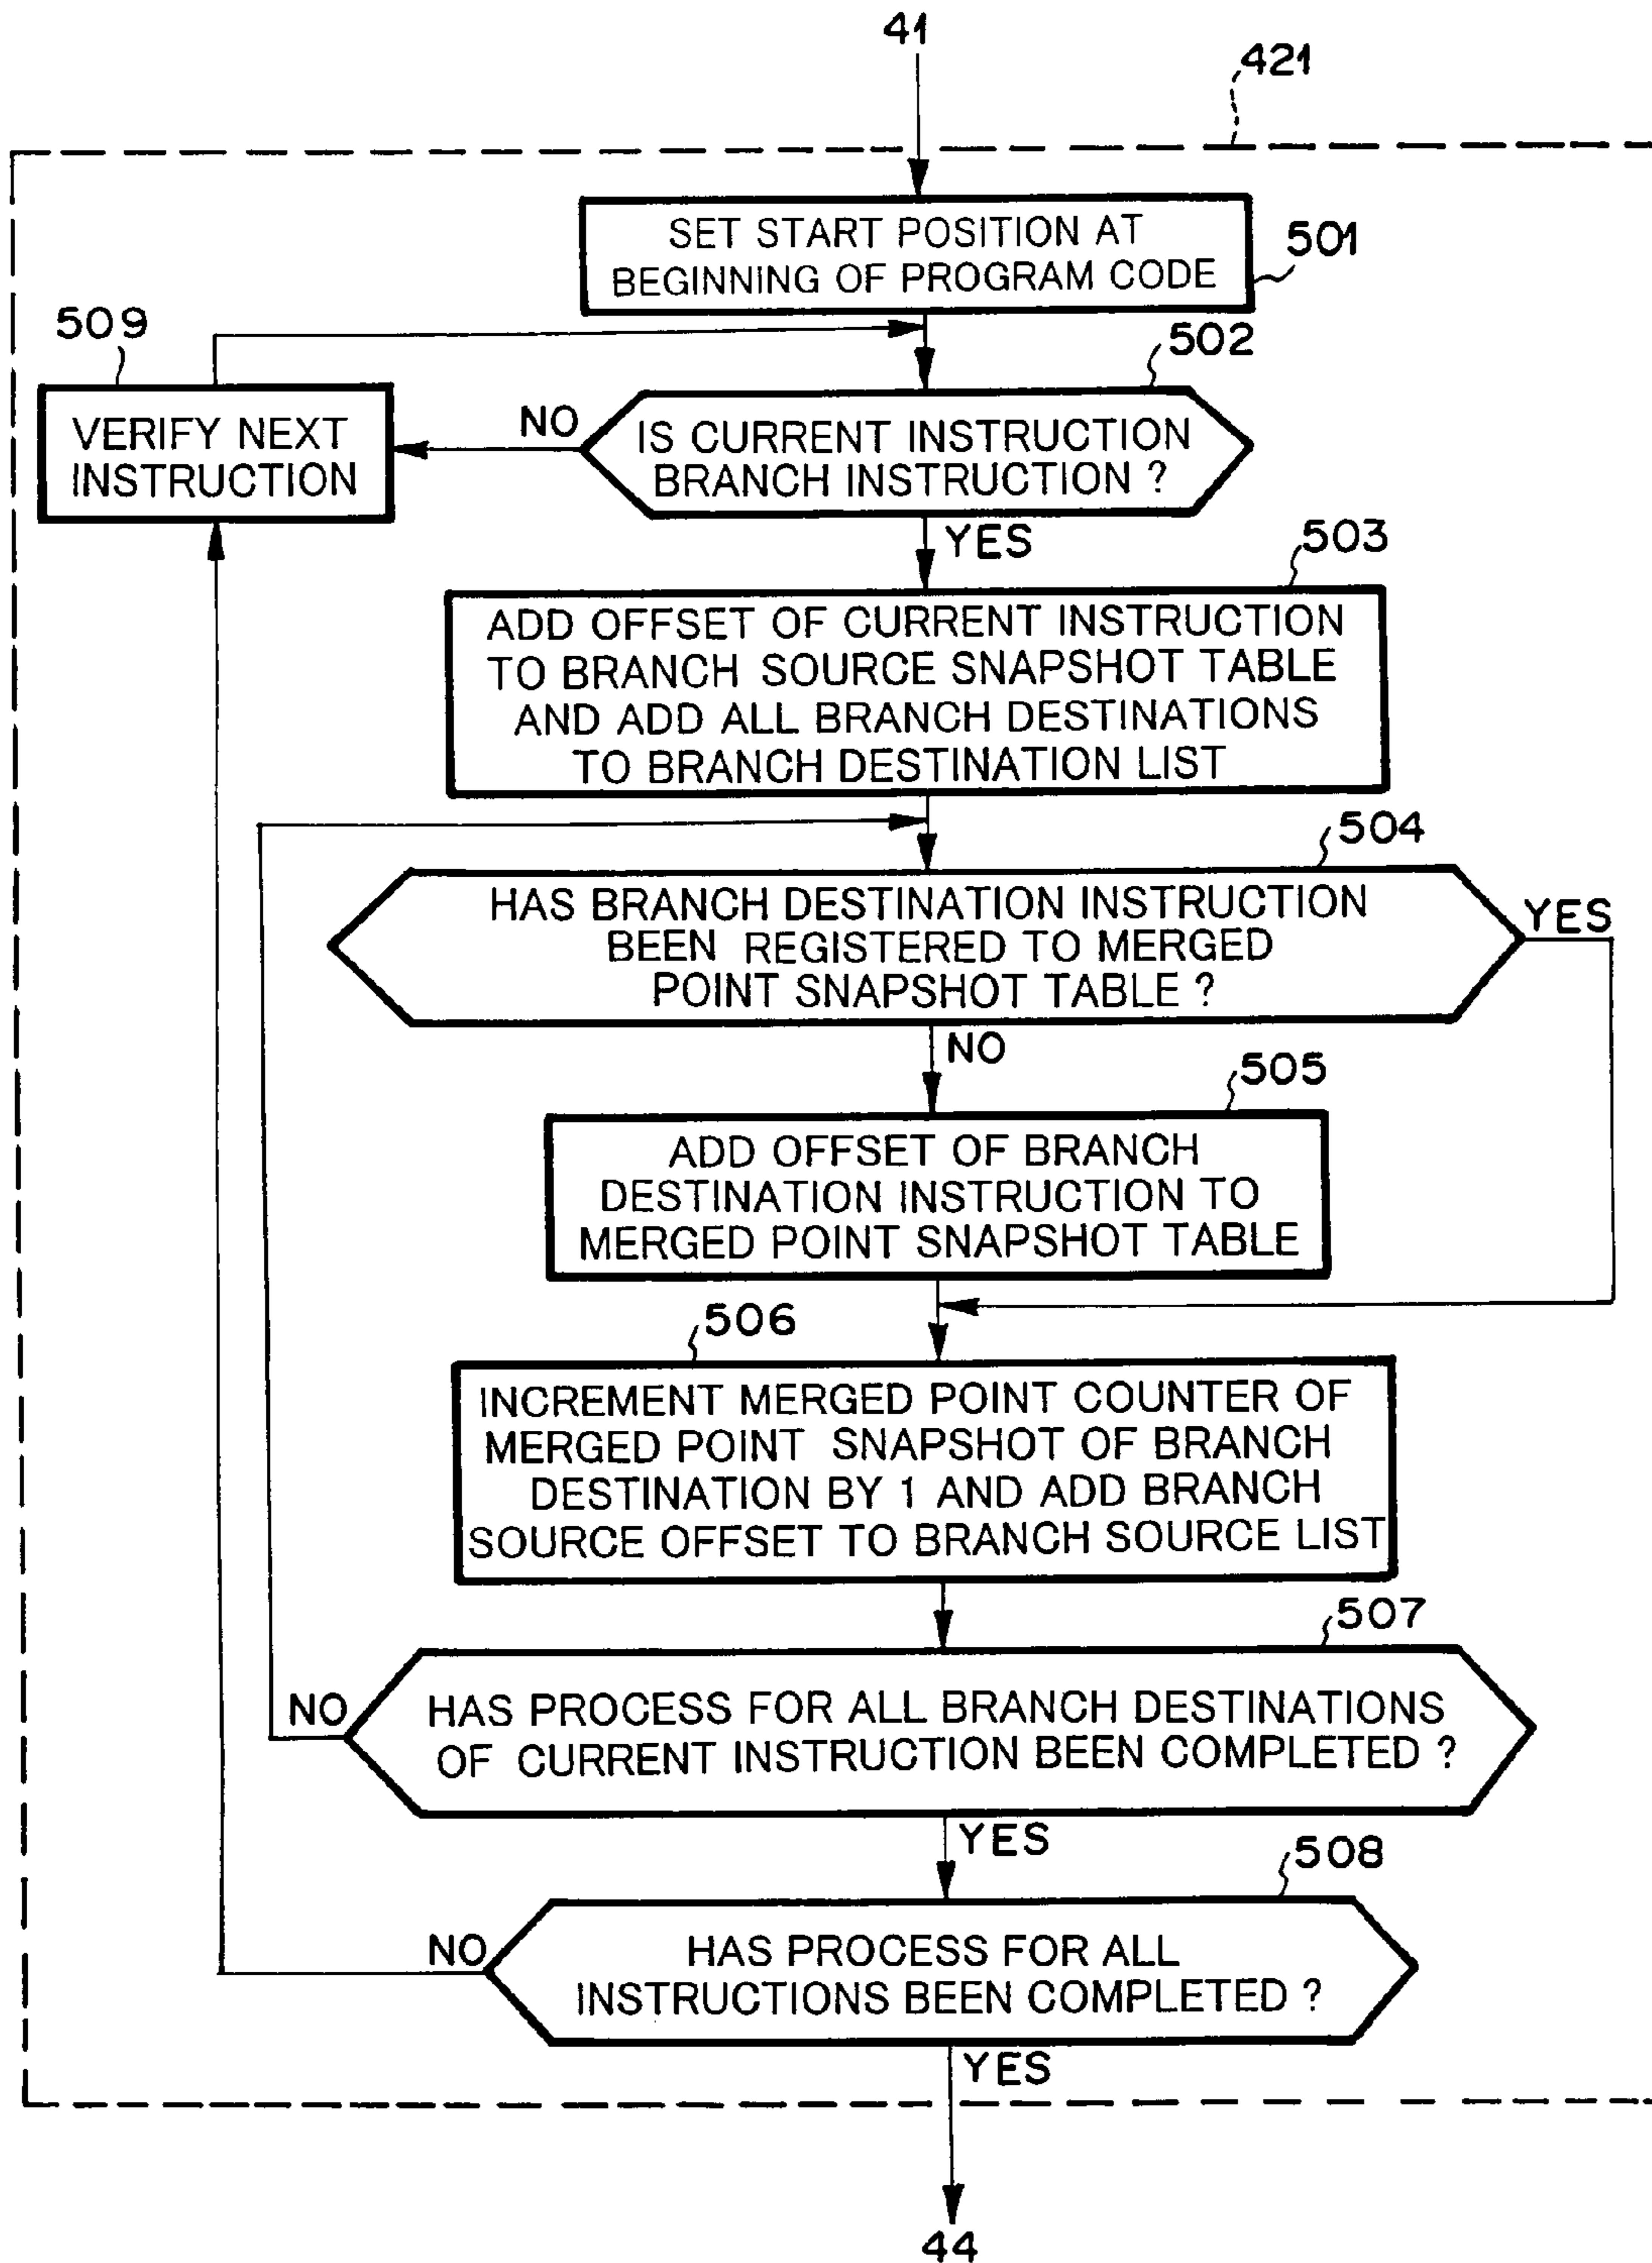 41
421
SET START POSITION AT
BEGINNING OF PROGRAM CODE
501
509
502
VERIFY NEXT
INSTRUCTION
NO
IS CURRENT INSTRUCTION
BRANCH INSTRUCTION ?
YES
503
ADD OFFSET OF CURRENT INSTRUCTION
TO BRANCH SOURCE SNAPSHOT TABLE
AND ADD ALL BRANCH DESTINATIONS
TO BRANCH DESTINATION LIST
504
HAS BRANCH DESTINATION INSTRUCTION
BEEN REGISTERED TO MERGED
POINT SNAPSHOT TABLE ?
YES
NO
505
ADD OFFSET OF BRANCH
DESTINATION INSTRUCTION TO
MERGED POINT SNAPSHOT TABLE
506
INCREMENT MERGED POINT COUNTER OF
MERGED POINT SNAPSHOT OF BRANCH
DESTINATION BY 1 AND ADD BRANCH
SOURCE OFFSET TO BRANCH SOURCE LIST
507
NO
HAS PROCESS FOR ALL BRANCH DESTINATIONS
OF CURRENT INSTRUCTION BEEN COMPLETED ?
YES
508
NO
HAS PROCESS FOR ALL
INSTRUCTIONS BEEN COMPLETED ?
YES
44